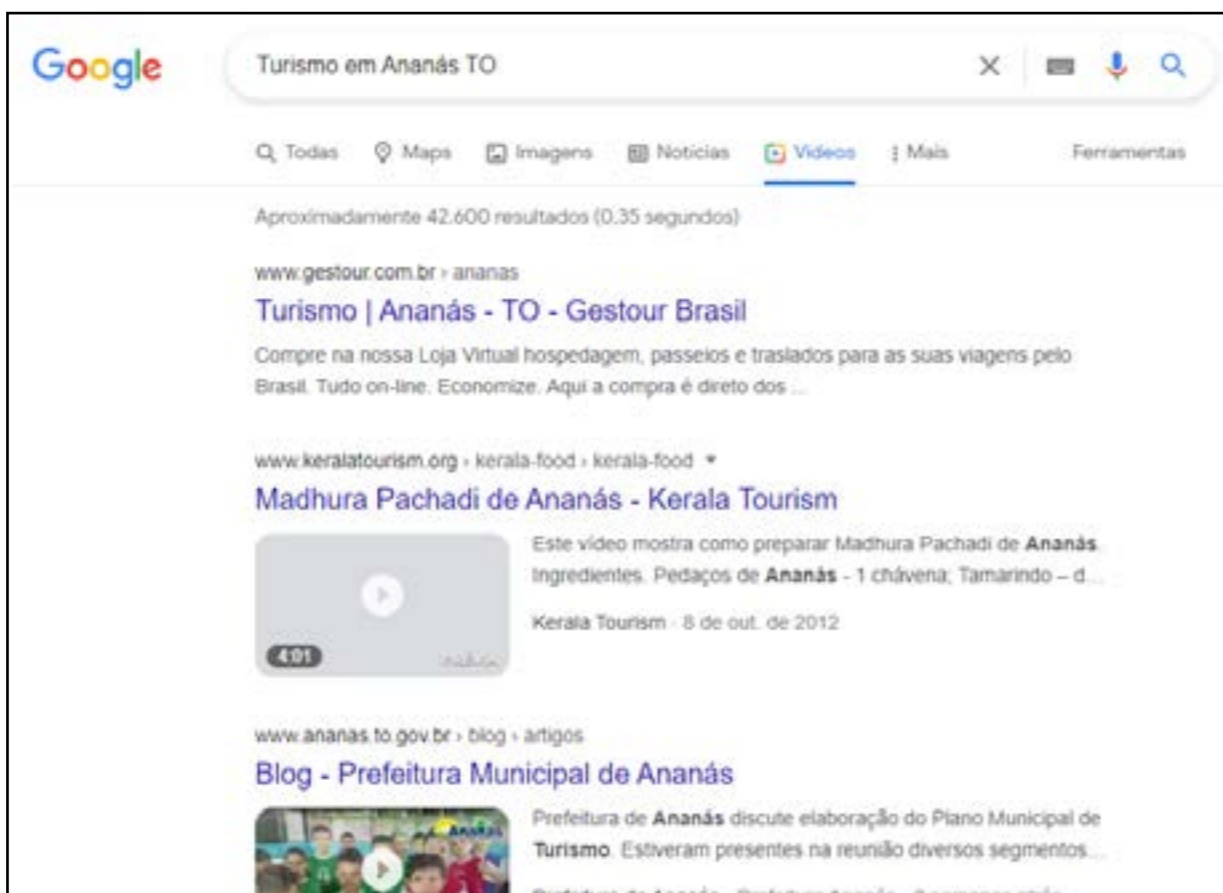 Google
Turismo em Ananás TO
Todas Maps Imagens Notícias Vídeos Mais Ferramentas
Aproximadamente 42.600 resultados (0,35 segundos)
www.gestour.com.br › ananas
Turismo | Ananás - TO - Gestour Brasil
Compre na nossa Loja Virtual hospedagem, passeios e traslados para as suas viagens pelo
Brasil. Tudo on-line. Economize. Aqui a compra é direto dos ...
www.keralatourism.org › kerala-food › kerala-food
Madhura Pachadi de Ananás - Kerala Tourism
Este vídeo mostra como preparar Madhura Pachadi de Ananás.
Ingredientes. Pedaços de Ananás - 1 chávena; Tamarindo – d...
Kerala Tourism · 8 de out. de 2012
4:01
www.ananas.to.gov.br › blog › artigos
Blog - Prefeitura Municipal de Ananás
Prefeitura de Ananás discute elaboração do Plano Municipal de
Turismo. Estiveram presentes na reunião diversos segmentos...
ANANÁS